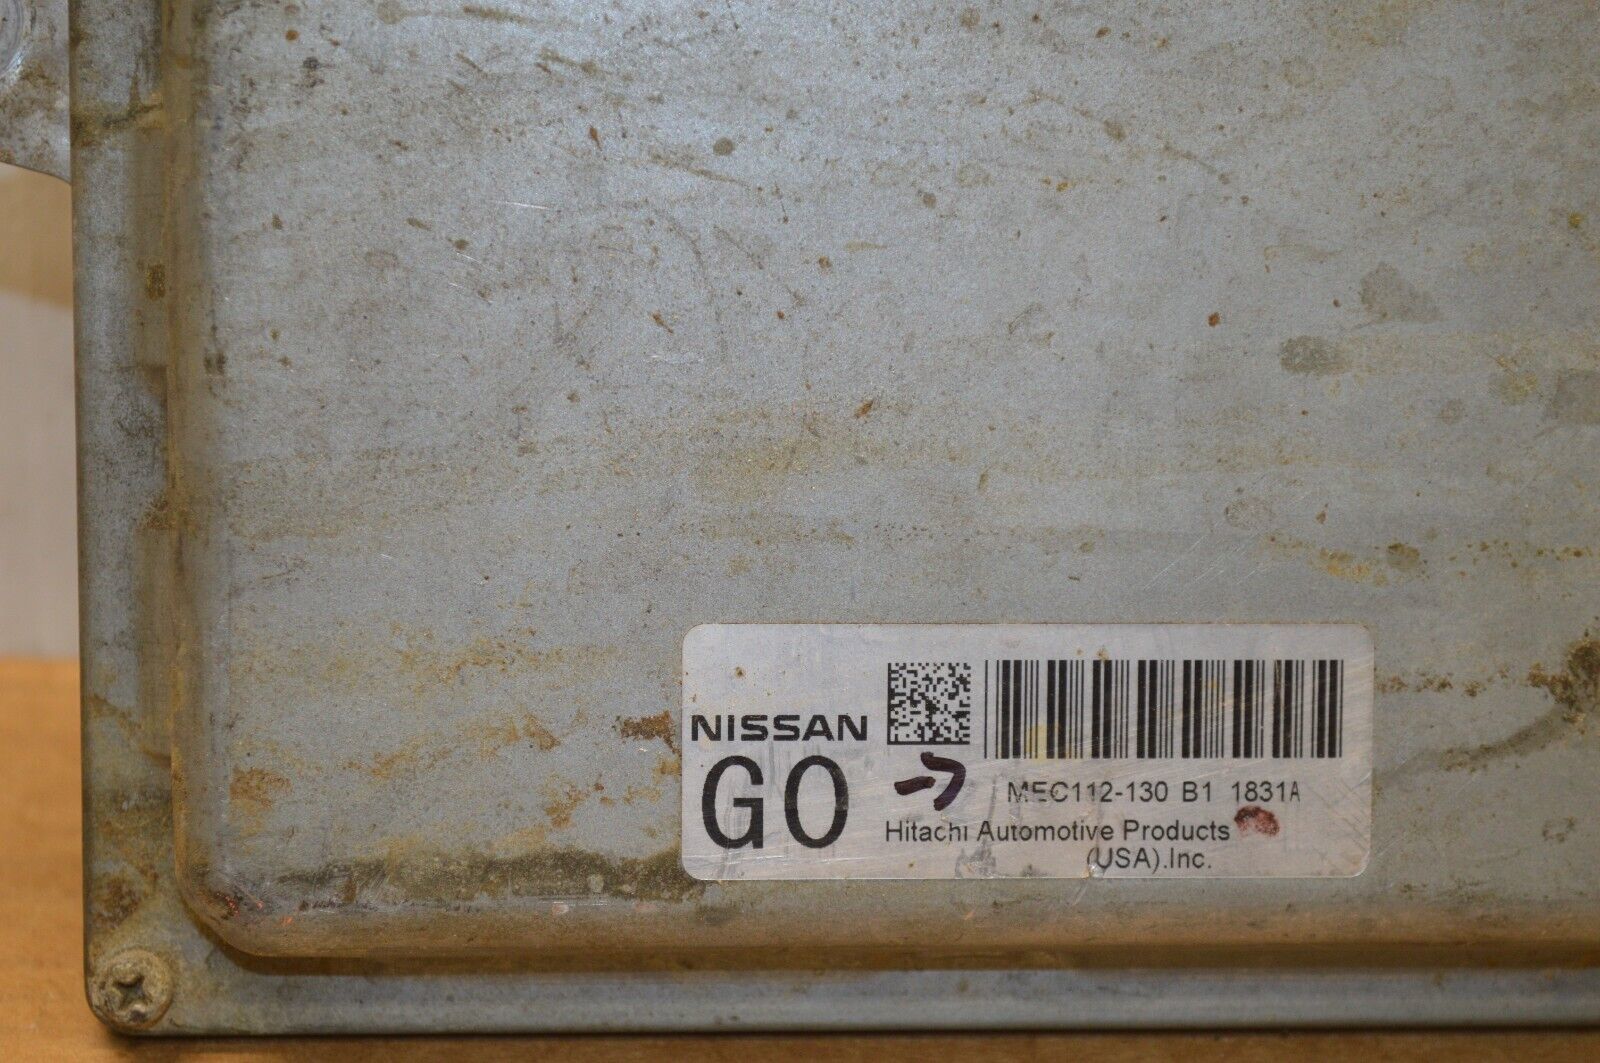 NISSAN
GO
MEC112-130 B1 1831A
Hitachi Automotive Products
(USA).Inc.